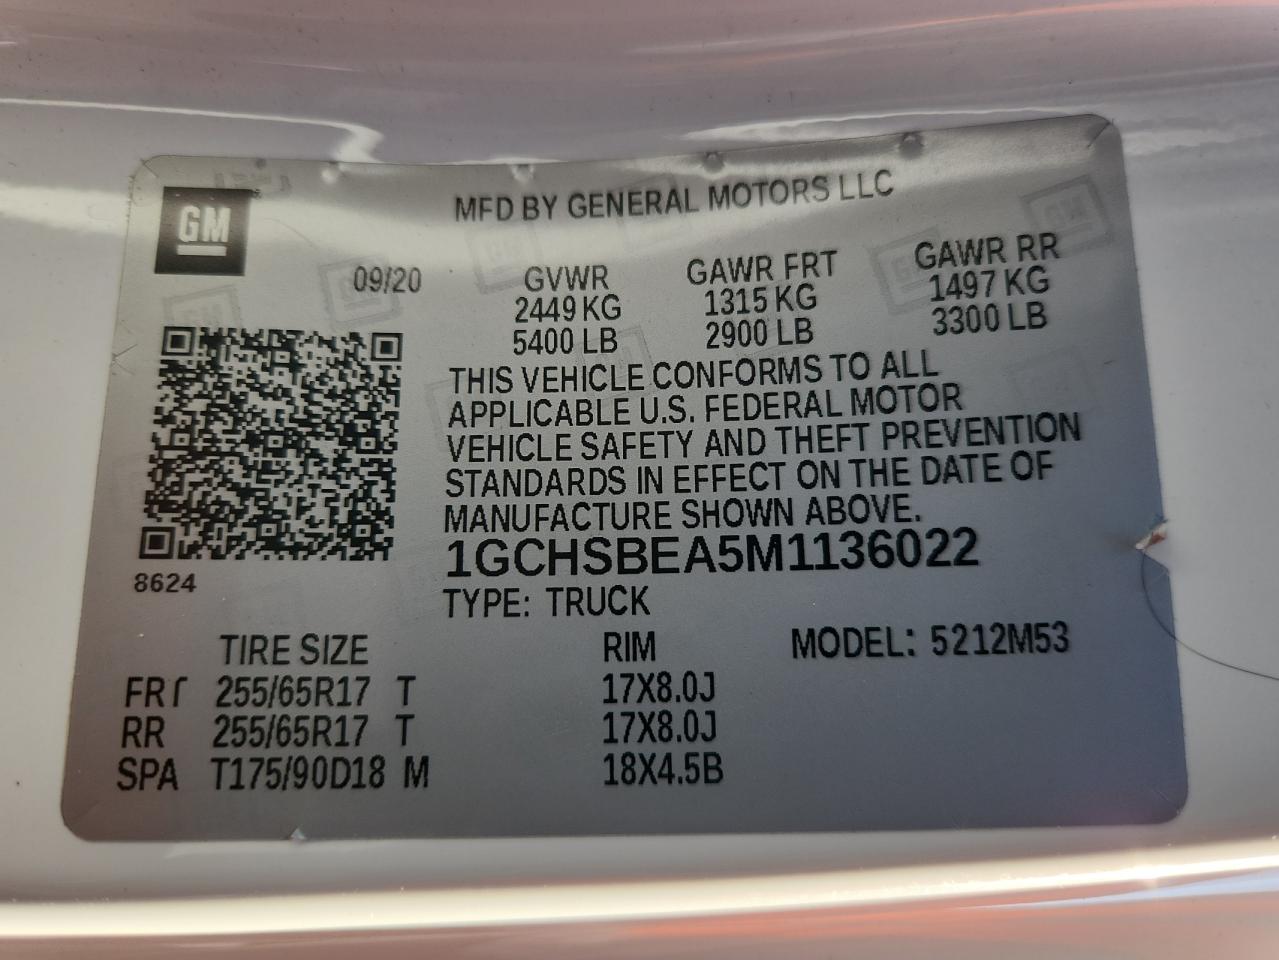 GM
MFD BY GENERAL MOTORS LLC
09/20 GVWR GAWR FRT GAWR RR
2449 KG 1315 KG 1497 KG
5400 LB 2900 LB 3300 LB
THIS VEHICLE CONFORMS TO ALL
APPLICABLE U.S. FEDERAL MOTOR
VEHICLE SAFETY AND THEFT PREVENTION
STANDARDS IN EFFECT ON THE DATE OF
MANUFACTURE SHOWN ABOVE.
1GCHSBEA5M1136022
8624
TYPE: TRUCK
TIRE SIZE RIM MODEL: 5212M53
FRT 255/65R17 T 17X8.0J
RR 255/65R17 T 17X8.0J
SPA T175/90D18 M 18X4.5B